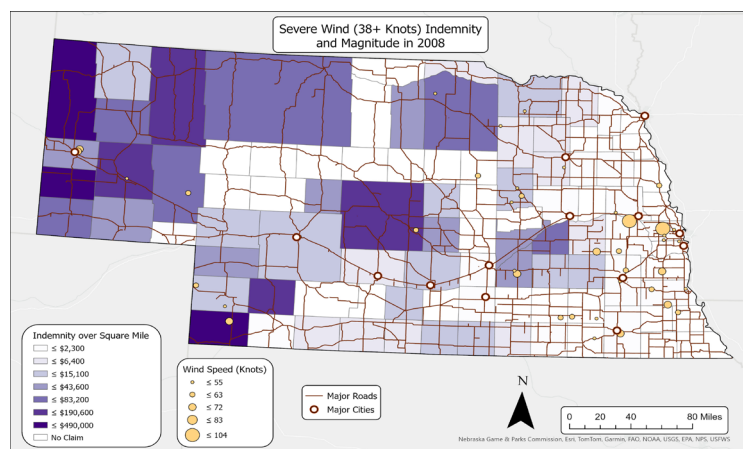 Severe Wind (38+ Knots) Indemnity
and Magnitude in 2008
Indemnity over Square Mile
≤ $2,300
≤ $6,400
≤ $15,100
≤ $43,600
≤ $83,200
≤ $190,600
≤ $490,000
No Claim
Wind Speed (Knots)
≤ 55
≤ 63
≤ 72
≤ 83
≤ 104
Major Roads
Major Cities
N
0 20 40 80 Miles
Nebraska Game & Parks Commission, Esri, TomTom, Garmin, FAO, NOAA, USGS, EPA, NPS, USFWS